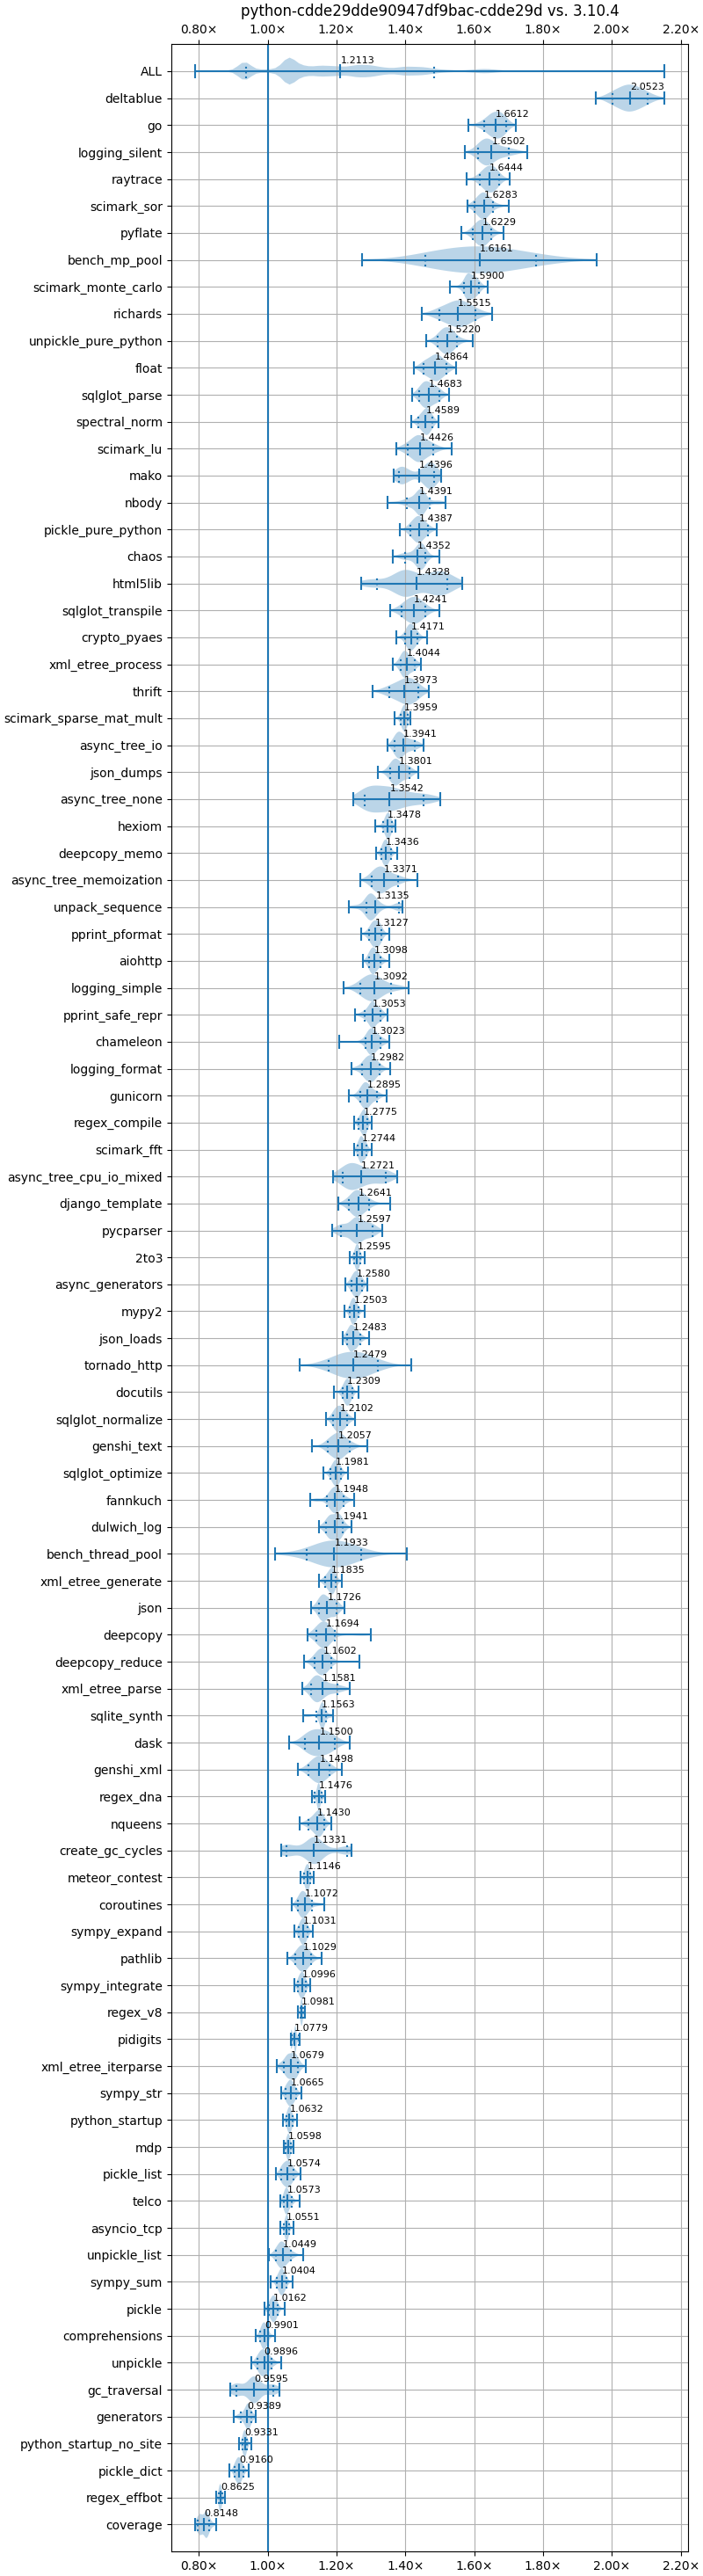 python-cdde29dde90947df9bac-cdde29d vs. 3.10.4
0.80× 1.00× 1.20× 1.40× 1.60× 1.80× 2.00× 2.20×
ALL 1.2113
deltablue 2.0523
go 1.6612
logging_silent 1.6502
raytrace 1.6444
scimark_sor 1.6283
pyflate 1.6229
bench_mp_pool 1.6161
scimark_monte_carlo 1.5900
richards 1.5515
unpickle_pure_python 1.5220
float 1.4864
sqlglot_parse 1.4683
spectral_norm 1.4589
scimark_lu 1.4426
mako 1.4396
nbody 1.4391
pickle_pure_python 1.4387
chaos 1.4352
html5lib 1.4328
sqlglot_transpile 1.4241
crypto_pyaes 1.4171
xml_etree_process 1.4044
thrift 1.3973
scimark_sparse_mat_mult 1.3959
async_tree_io 1.3941
json_dumps 1.3801
async_tree_none 1.3542
hexiom 1.3478
deepcopy_memo 1.3436
async_tree_memoization 1.3371
unpack_sequence 1.3135
pprint_pformat 1.3127
aiohttp 1.3098
logging_simple 1.3092
pprint_safe_repr 1.3053
chameleon 1.3023
logging_format 1.2982
gunicorn 1.2895
regex_compile 1.2775
scimark_fft 1.2744
async_tree_cpu_io_mixed 1.2721
django_template 1.2641
pycparser 1.2597
2to3 1.2595
async_generators 1.2580
mypy2 1.2503
json_loads 1.2483
tornado_http 1.2479
docutils 1.2309
sqlglot_normalize 1.2102
genshi_text 1.2057
sqlglot_optimize 1.1981
fannkuch 1.1948
dulwich_log 1.1941
bench_thread_pool 1.1933
xml_etree_generate 1.1835
json 1.1726
deepcopy 1.1694
deepcopy_reduce 1.1602
xml_etree_parse 1.1581
sqlite_synth 1.1563
dask 1.1500
genshi_xml 1.1498
regex_dna 1.1476
nqueens 1.1430
create_gc_cycles 1.1331
meteor_contest 1.1146
coroutines 1.1072
sympy_expand 1.1031
pathlib 1.1029
sympy_integrate 1.0996
regex_v8 1.0981
pidigits 1.0779
xml_etree_iterparse 1.0679
sympy_str 1.0665
python_startup 1.0632
mdp 1.0598
pickle_list 1.0574
telco 1.0573
asyncio_tcp 1.0551
unpickle_list 1.0449
sympy_sum 1.0404
pickle 1.0162
comprehensions 0.9901
unpickle 0.9896
gc_traversal 0.9595
generators 0.9389
python_startup_no_site 0.9331
pickle_dict 0.9160
regex_effbot 0.8625
coverage 0.8148
0.80× 1.00× 1.20× 1.40× 1.60× 1.80× 2.00× 2.20×